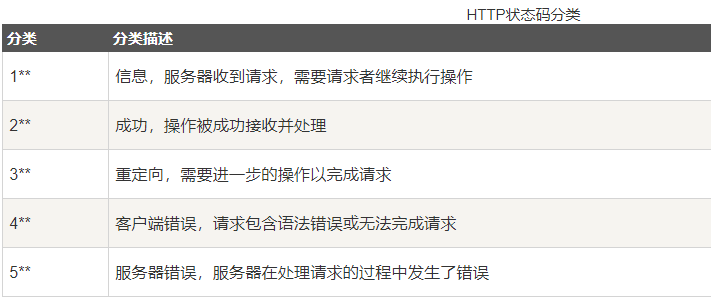 HTTP状态码分类
分类 分类描述
1** 信息，服务器收到请求，需要请求者继续执行操作
2** 成功，操作被成功接收并处理
3** 重定向，需要进一步的操作以完成请求
4** 客户端错误，请求包含语法错误或无法完成请求
5** 服务器错误，服务器在处理请求的过程中发生了错误